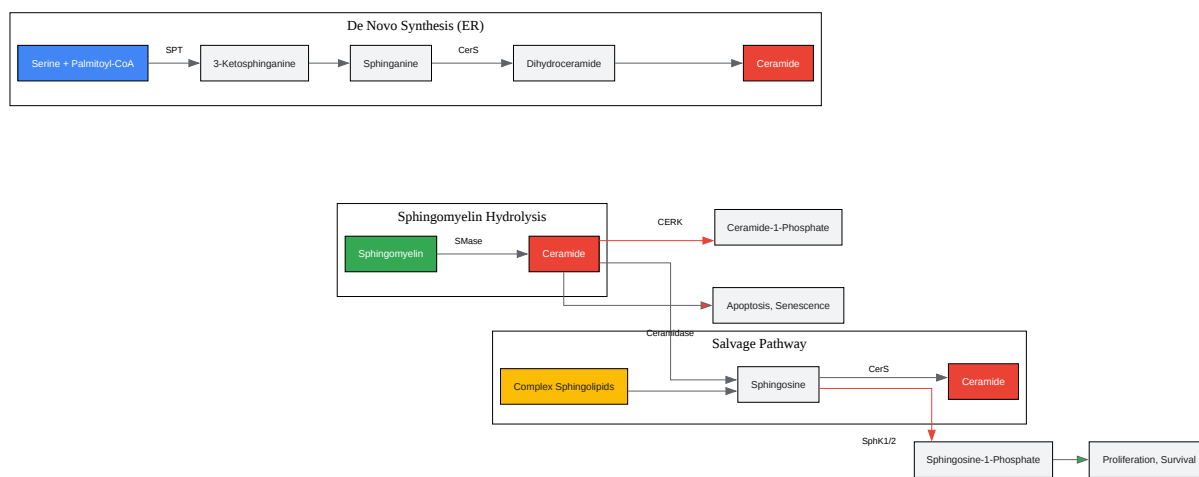 De Novo Synthesis (ER)
Serine + Palmitoyl-CoA
SPT
3-Ketosphinganine
Sphinganine
CerS
Dihydroceramide
Ceramide
Sphingomyelin Hydrolysis
Sphingomyelin
SMase
Ceramide
CERK
Ceramide-1-Phosphate
Apoptosis, Senescence
Ceramidase
Salvage Pathway
Complex Sphingolipids
Sphingosine
CerS
Ceramide
SphK1/2
Sphingosine-1-Phosphate
Proliferation, Survival